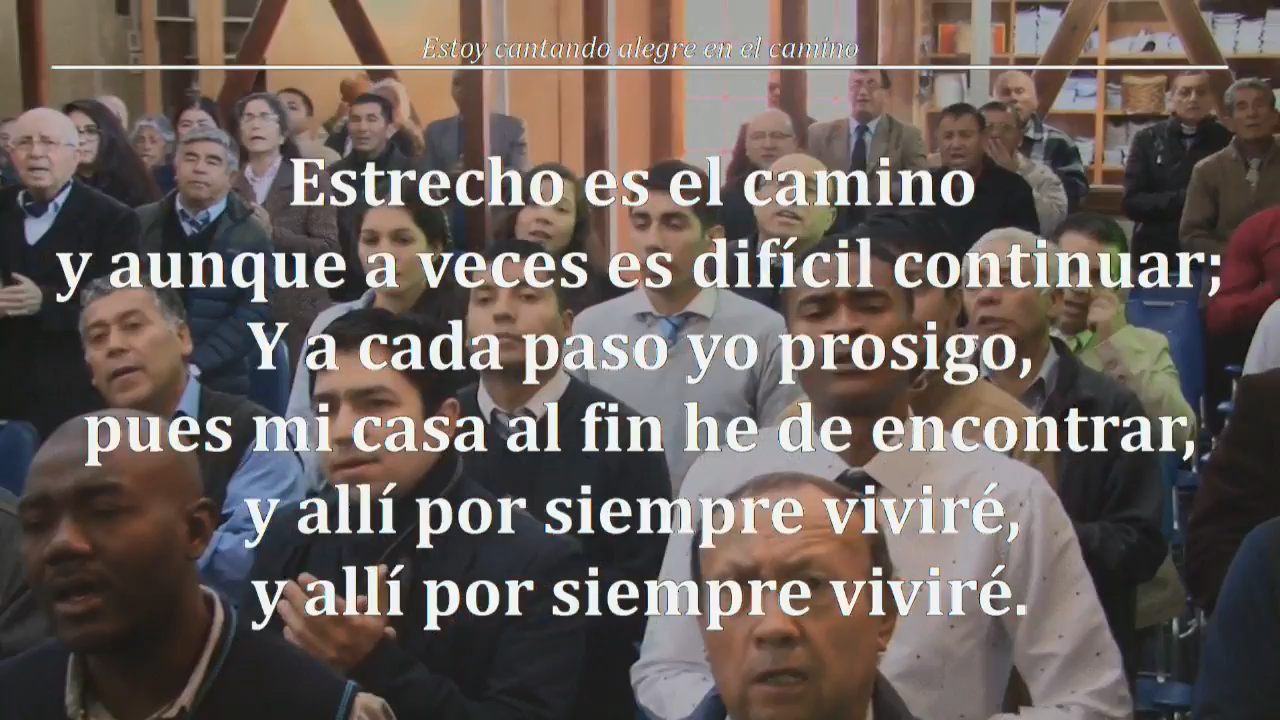 Estoy cantando alegre en el camino
Estrecho es el camino
y aunque a veces es difícil continuar;
Y a cada paso yo prosigo,
pues mi casa al fin he de encontrar,
y allí por siempre viviré,
y allí por siempre viviré.